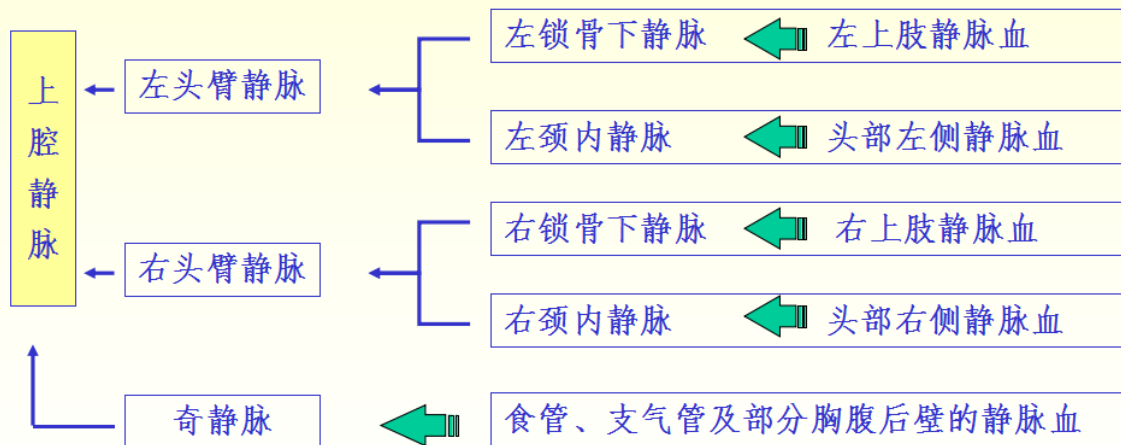 上腔静脉
左头臂静脉
左锁骨下静脉 左上肢静脉血
左颈内静脉 头部左侧静脉血
右头臂静脉
右锁骨下静脉 右上肢静脉血
右颈内静脉 头部右侧静脉血
奇静脉 食管、支气管及部分胸腹后壁的静脉血